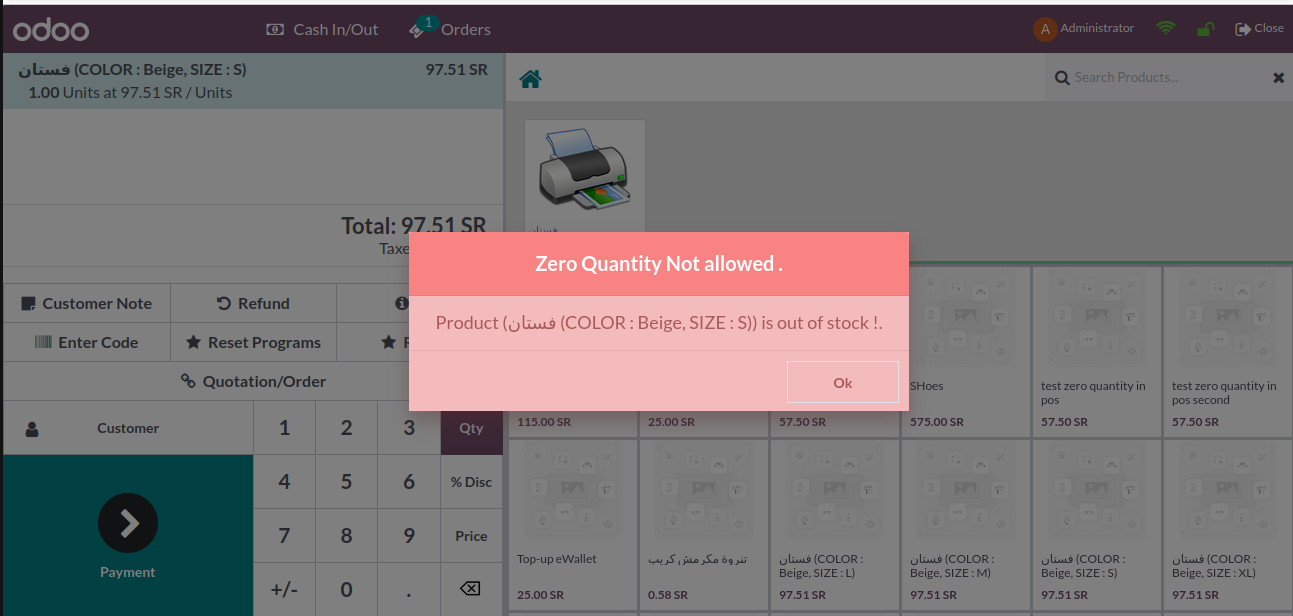 odoo
Cash In/Out
1
Orders
A
Administrator
Close
فستان (COLOR : Beige, SIZE : S)
97.51 SR
1.00 Units at 97.51 SR / Units
Search Products...
فستان
Total: 97.51 SR
Taxe
Zero Quantity Not allowed .
Product (فستان (COLOR : Beige, SIZE : S)) is out of stock !.
Ok
Customer Note
Refund
Enter Code
Reset Programs
Quotation/Order
Customer
1
2
3
Qty
4
5
6
% Disc
7
8
9
Price
+/-
0
.
Payment
SHoes
test zero quantity in
pos
test zero quantity in
pos second
115.00 SR
25.00 SR
57.50 SR
575.00 SR
57.50 SR
57.50 SR
Top-up eWallet
25.00 SR
تنروة مكرمش كريب
0.58 SR
فستان (COLOR :
Beige, SIZE : L)
97.51 SR
فستان (COLOR :
Beige, SIZE : M)
97.51 SR
فستان (COLOR :
Beige, SIZE : S)
97.51 SR
فستان (COLOR :
Beige, SIZE : XL)
97.51 SR